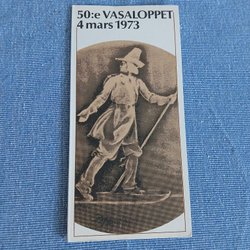 50:e VASALOPPET
4 mars 1973